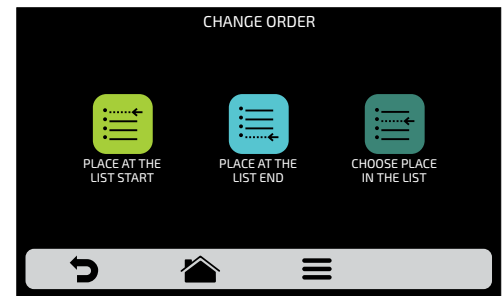 CHANGE ORDER
PLACE AT THE
LIST START
PLACE AT THE
LIST END
CHOOSE PLACE
IN THE LIST